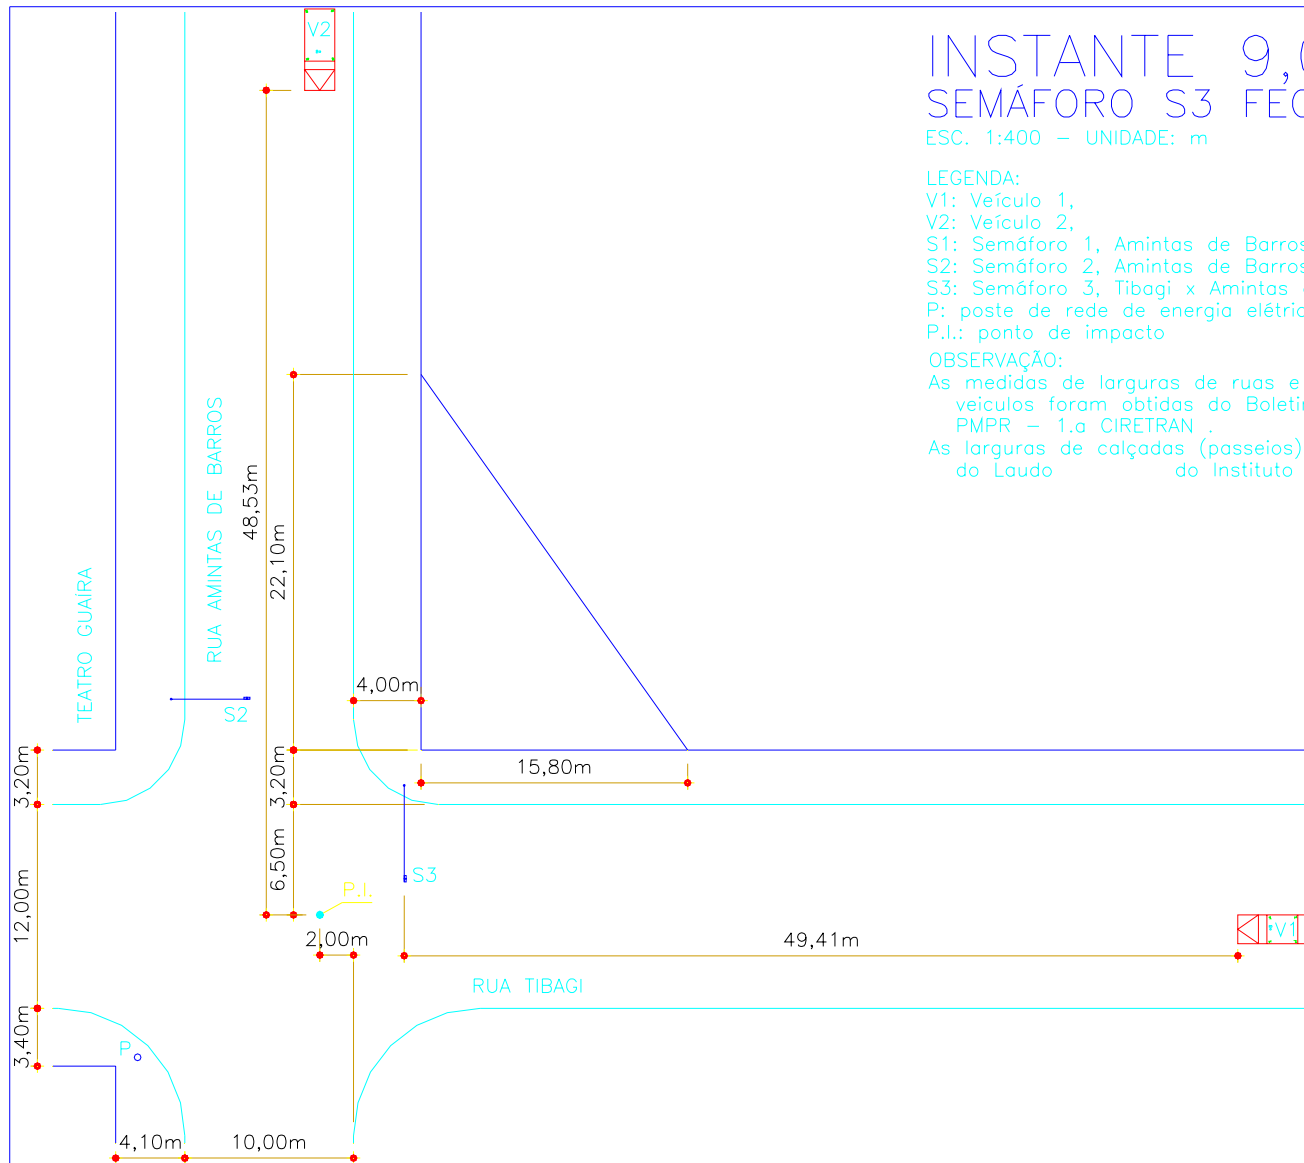 V2
INSTANTE 9,0
SEMÁFORO S3 FEC
ESC. 1:400 – UNIDADE: m
LEGENDA:
V1: Veículo 1,
V2: Veículo 2,
S1: Semáforo 1, Amintas de Barros
S2: Semáforo 2, Amintas de Barros
S3: Semáforo 3, Tibagi x Amintas
P: poste de rede de energia elétric
P.I.: ponto de impacto
OBSERVAÇÃO:
As medidas de larguras de ruas e
veiculos foram obtidas do Boletin
PMPR – 1.a CIRETRAN .
As larguras de calçadas (passeios)
do Laudo do Instituto
48,53m
22,10m
RUA AMINTAS DE BARROS
TEATRO GUAÍRA
4,00m
S2
3,20m
3,20m
15,80m
6,50m
S3
P.I.
12,00m
2,00m
49,41m
V1
RUA TIBAGI
3,40m
P
4,10m
10,00m